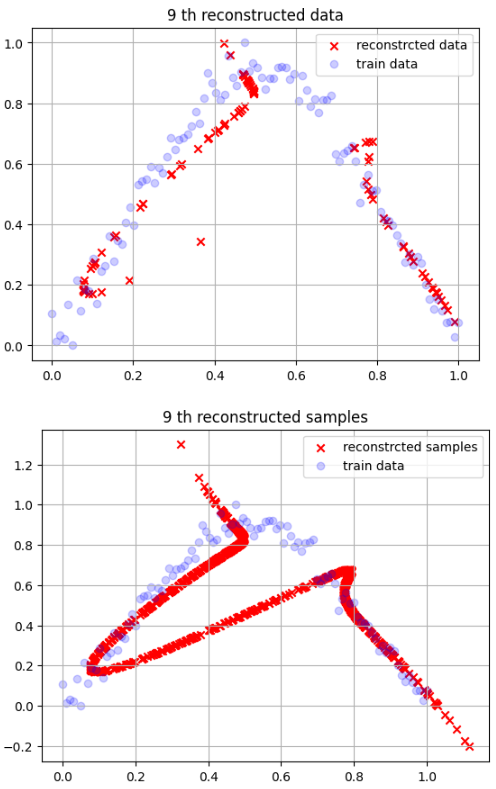 9 th reconstructed data
reconstrcted data
train data
1.0
0.8
0.6
0.4
0.2
0.0
0.0 0.2 0.4 0.6 0.8 1.0
9 th reconstructed samples
reconstrcted samples
train data
1.2
1.0
0.8
0.6
0.4
0.2
0.0
−0.2
0.0 0.2 0.4 0.6 0.8 1.0